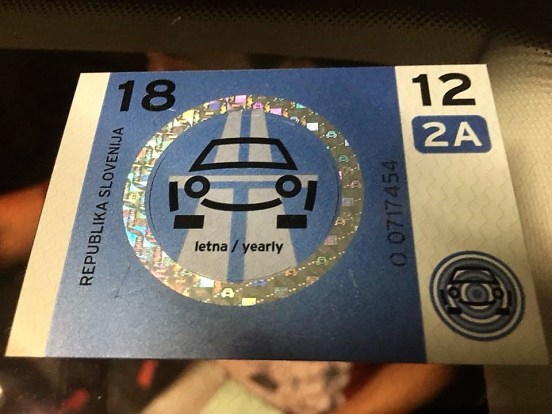 18
12
2A
REPUBLIKA SLOVENIJA
letna / yearly
O 0717454